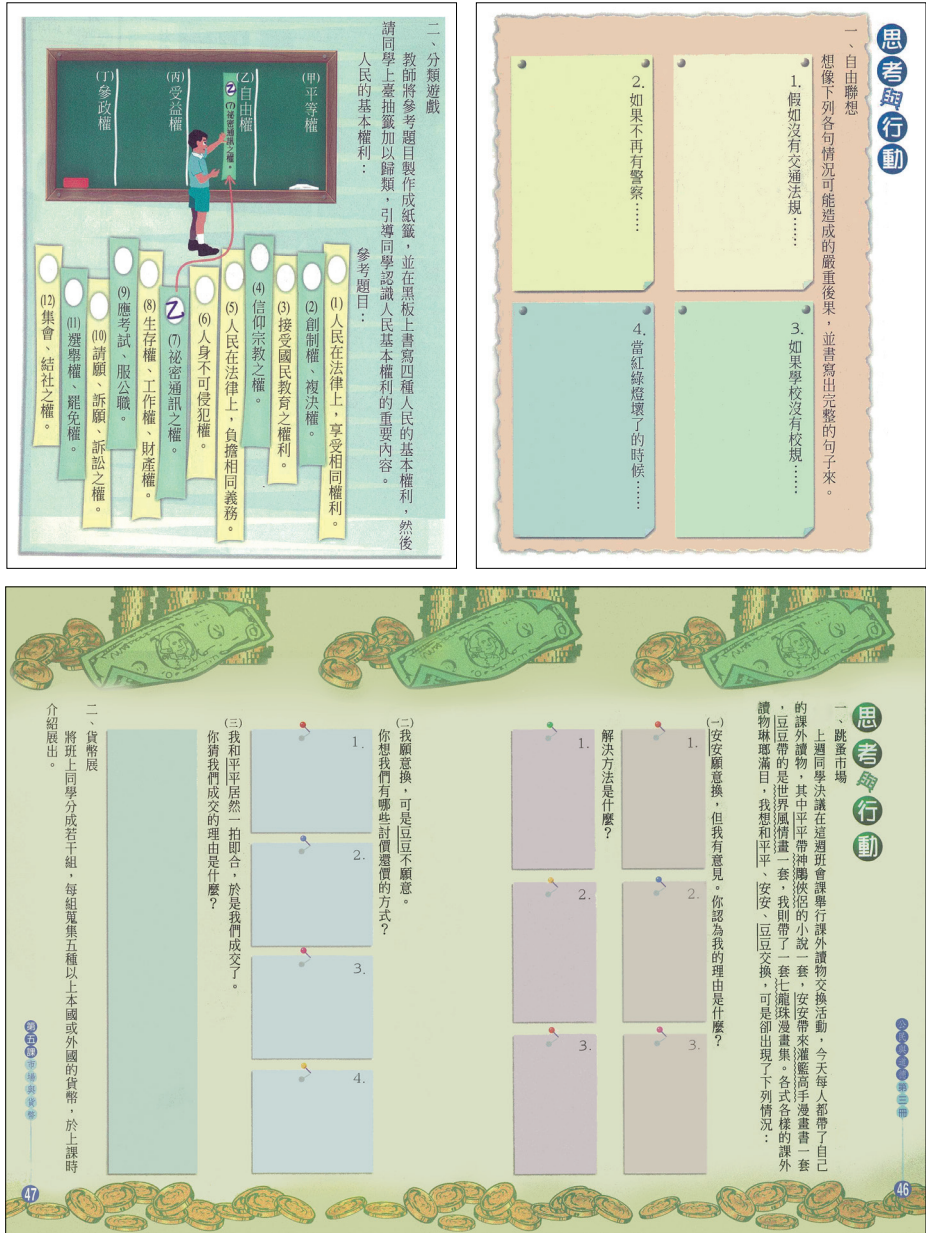 思考與行動
一、自由聯想
想像下列各句情況可能造成的嚴重後果，並書寫出完整的句子來。
1. 假如沒有交通法規……
2. 如果不再有警察……
3. 如果學校沒有校規……
4. 當紅綠燈壞了的時候……
二、分類遊戲
教師將參考題目製作成紙籤，並在黑板上書寫四種人民的基本權利，然後
請同學上臺抽籤加以歸類，引導同學認識人民基本權利的重要內容。
人民的基本權利：
(甲)平等權
(乙)自由權
乙 (7) 祕密通訊之權。
(丙)受益權
(丁)參政權
參考題目：
(1) 人民在法律上，享受相同權利。
(2) 創制權、複決權。
(3) 接受國民教育之權利。
(4) 信仰宗教之權。
(5) 人民在法律上，負擔相同義務。
(6) 人身不可侵犯權。
乙 (7) 祕密通訊之權。
(8) 生存權、工作權、財產權。
(9) 應考試、服公職。
(10) 請願、訴願、訴訟之權。
(11) 選舉權、罷免權。
(12) 集會、結社之權。
思考與行動
一、跳蚤市場
上週同學決議在這週班會課舉行課外讀物交換活動，今天每人都帶了自己
的課外讀物，其中平平帶神鵰俠侶的小說一套，安安帶來灌籃高手漫畫書一套
，豆豆帶的是世界風情畫一套，我則帶了一套七龍珠漫畫集。各式各樣的課外
讀物琳瑯滿目，我想和平平、安安、豆豆交換，可是卻出現了下列情況：
(一)安安願意換，但我有意見。你認為我的理由是什麼？
1.
2.
3.
解決方法是什麼？
1.
2.
3.
(二)我願意換，可是豆豆不願意。
你想我們有哪些討價還價的方式？
1.
2.
3.
4.
(三)我和平平居然一拍即合，於是我們成交了。
你猜我們成交的理由是什麼？
二、貨幣展
將班上同學分成若干組，每組蒐集五種以上本國或外國的貨幣，於上課時
介紹展出。
第三冊
46
第五課 市場與貨幣
47